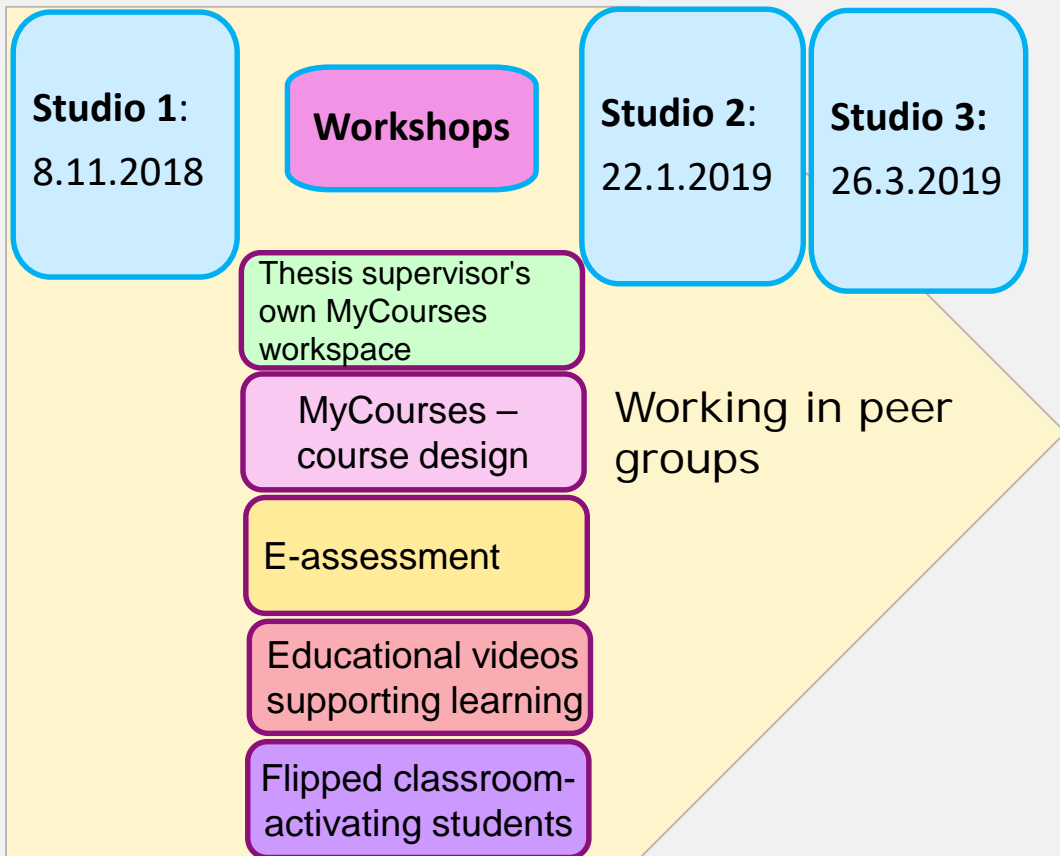 Studio 1:
8.11.2018
Workshops
Studio 2:
22.1.2019
Studio 3:
26.3.2019
Thesis supervisor's
own MyCourses
workspace
MyCourses –
course design
E-assessment
Educational videos
supporting learning
Flipped classroom-
activating students
Working in peer
groups